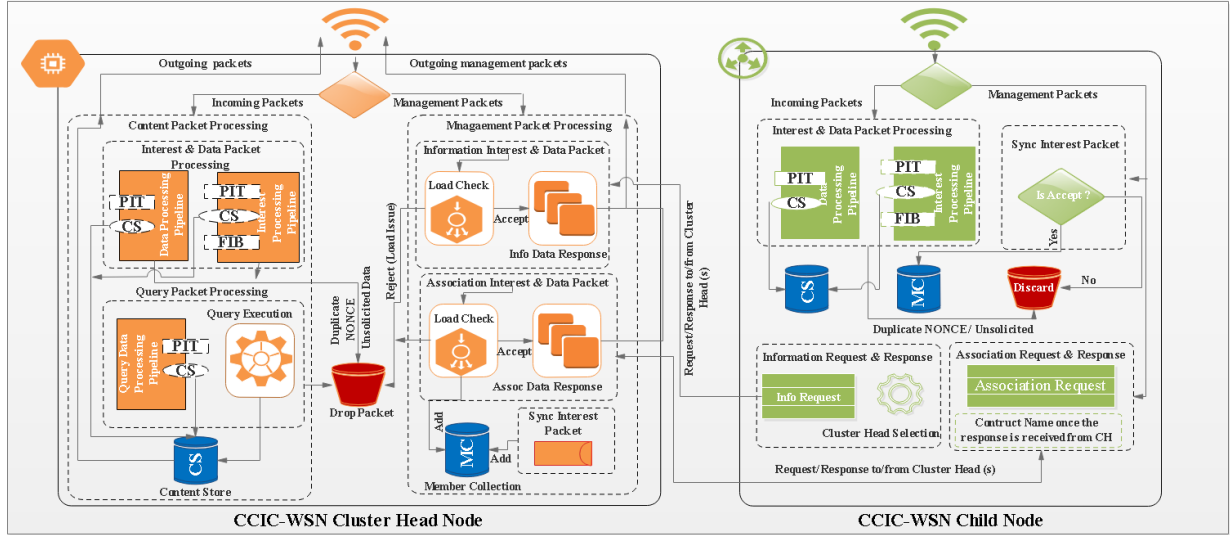 Outgoing packets
Outgoing management packets
Incoming Packets
Management Packets
Content Packet Processing
Interest & Data Packet
Processing
PIT
CS
Data Processing
Pipeline
PIT
CS
FIB
Interest
Processing
Pipeline
Query Packet Processing
Query Execution
Query Data
Processing
Pipeline
PIT
CS
CS
Content Store
Duplicate
NONCE
Unsolicited Data
Reject (Load Issue)
Drop Packet
Mnagaement Packet Processing
Information Interest & Data Packet
Load Check
Accept
Info Data Response
Association Interest & Data Packet
Load Check
Accept
Assoc Data Response
Add
MC
Add
Member Collection
Sync Interest
Packet
CCIC-WSN Cluster Head Node
Request/Response to/from Cluster
Head (s)
Incoming Packets
Management Packets
Interest & Data Packet Processing
PIT
CS
Data
Processing
Pipeline
PIT
CS
FIB
Interest
Processing
Pipeline
Sync Interest Packet
Is Accept ?
Yes
No
CS
MC
Discard
Duplicate NONCE/ Unsolicited
Information Request & Response
Info Request
Cluster Head Selection
Association Request & Response
Association Request
Contruct Name once the
response is received from CH
Request/Response to/from Cluster Head (s)
CCIC-WSN Child Node